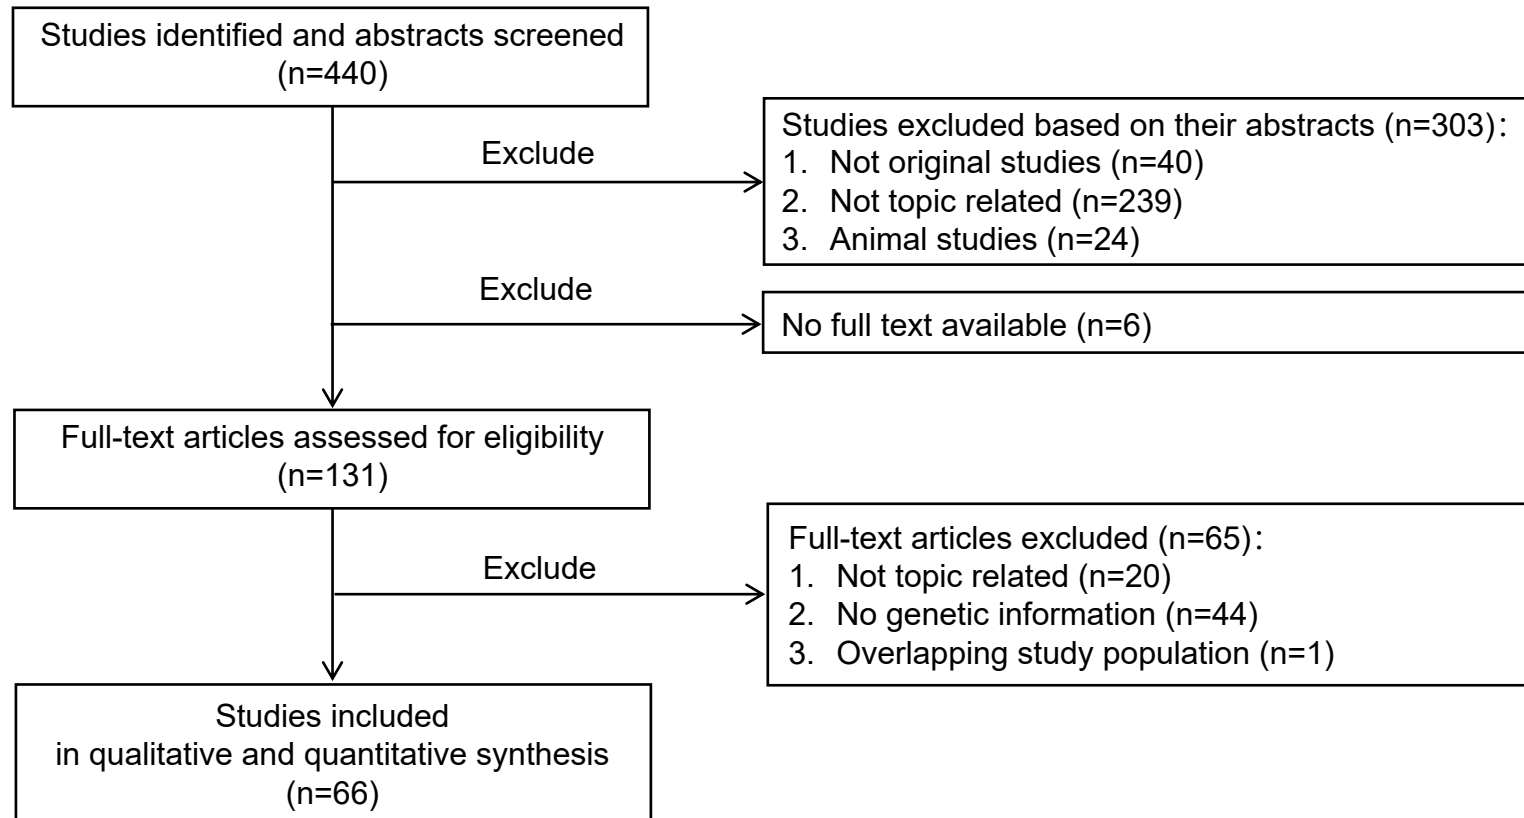 Studies identified and abstracts screened
(n=440)
Exclude
Studies excluded based on their abstracts (n=303):
1. Not original studies (n=40)
2. Not topic related (n=239)
3. Animal studies (n=24)
Exclude
No full text available (n=6)
Full-text articles assessed for eligibility
(n=131)
Exclude
Full-text articles excluded (n=65):
1. Not topic related (n=20)
2. No genetic information (n=44)
3. Overlapping study population (n=1)
Studies included
in qualitative and quantitative synthesis
(n=66)